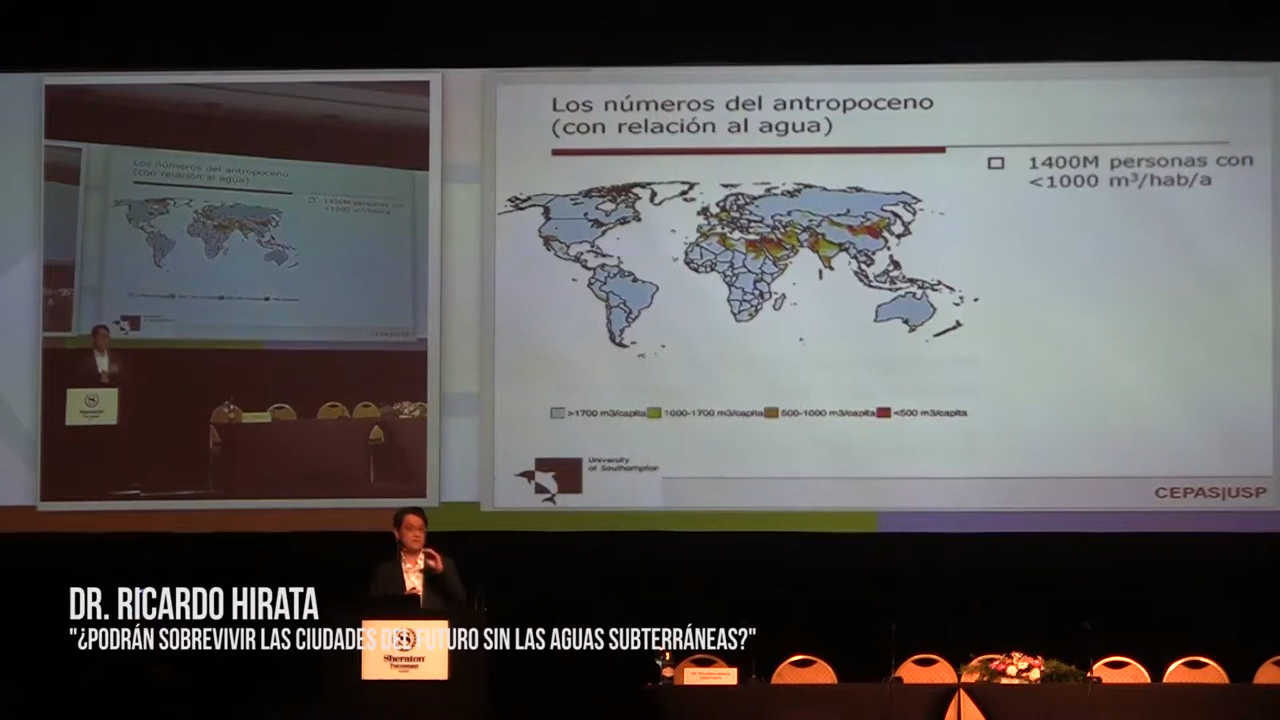 Los números del antropoceno
(con relación al agua)
1400M personas con
<1000 m³/hab/a
>1700 m3/capita 1000-1700 m3/capita 500-1000 m3/capita <500 m3/capita
University
of Southampton
CEPAS|USP
Los números del antropoceno
(con relación al agua)
1400M personas con
<1000 m³/hab/a
CEPAS|USP
DR. RICARDO HIRATA
"¿PODRÁN SOBREVIVIR LAS CIUDADES DEL FUTURO SIN LAS AGUAS SUBTERRÁNEAS?"
Sheraton
Tucuman